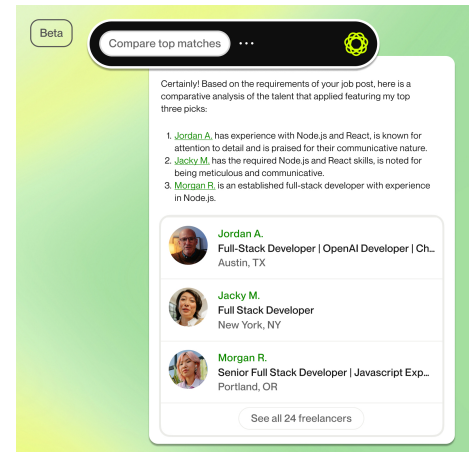 Beta
Compare top matches
Certainly! Based on the requirements of your job post, here is a
comparative analysis of the talent that applied featuring my top
three picks:
1. Jordan A, has experience with Node.js and React, is known for
attention to detail and is praised for their communicative nature.
2. Jacky M, has the required Node.js and React skills, is noted for
being meticulous and communicative.
3. Morgan R, is an established full-stack developer with experience
in Node.js.
Jordan A.
Full-Stack Developer | OpenAI Developer | Ch...
Austin, TX
Jacky M.
Full Stack Developer
New York, NY
Morgan R.
Senior Full Stack Developer | Javascript Exp...
Portland, OR
See all 24 freelancers